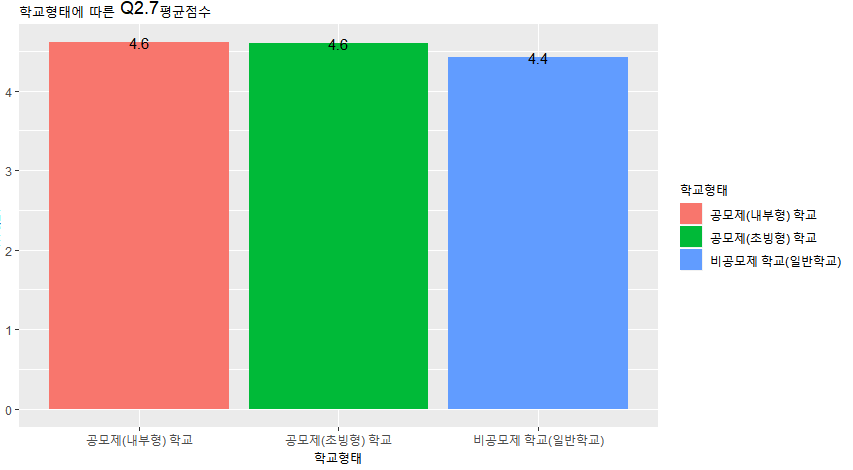 학교형태에 따른 Q2.7평균점수
4.6
4.6
4.4
4
3
2
1
0
공모제(내부형) 학교
공모제(초빙형) 학교
비공모제 학교(일반학교)
학교형태
학교형태
공모제(내부형) 학교
공모제(초빙형) 학교
비공모제 학교(일반학교)